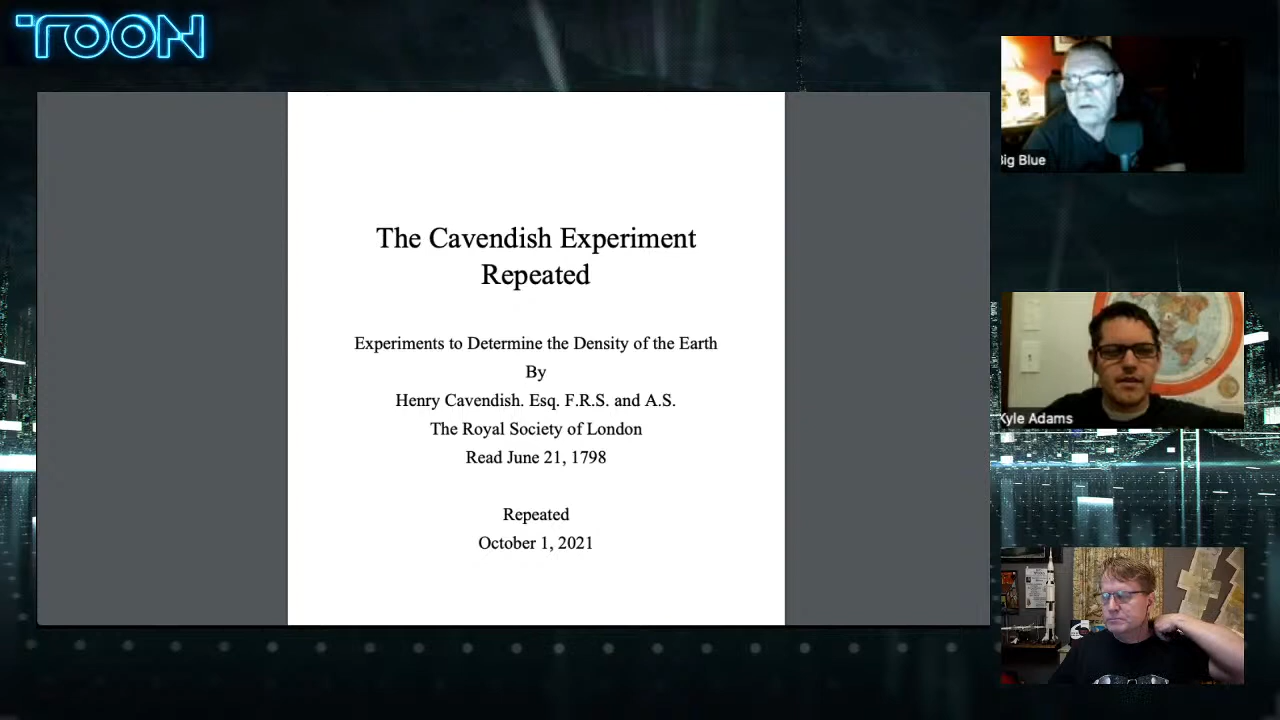 TOON
The Cavendish Experiment
Repeated
Experiments to Determine the Density of the Earth
By
Henry Cavendish. Esq. F.R.S. and A.S.
The Royal Society of London
Read June 21, 1798
Repeated
October 1, 2021
Big Blue
Kyle Adams